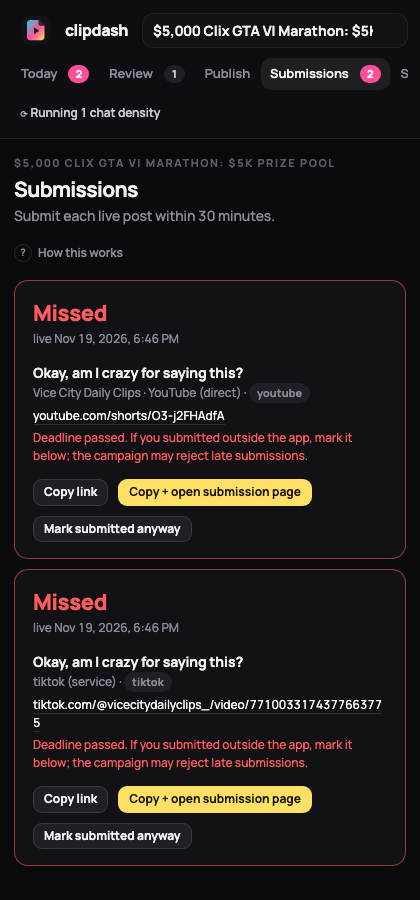 clipdash
$5,000 Clix GTA VI Marathon: $5k
Today 2 Review 1 Publish Submissions 2 S
Running 1 chat density
$5,000 CLIX GTA VI MARATHON: $5K PRIZE POOL
Submissions
Submit each live post within 30 minutes.
? How this works
Missed
live Nov 19, 2026, 6:46 PM
Okay, am I crazy for saying this?
Vice City Daily Clips · YouTube (direct) · youtube
youtube.com/shorts/O3-j2FHAdfA
Deadline passed. If you submitted outside the app, mark it
below; the campaign may reject late submissions.
Copy link Copy + open submission page
Mark submitted anyway
Missed
live Nov 19, 2026, 6:46 PM
Okay, am I crazy for saying this?
tiktok (service) · tiktok
tiktok.com/@vicecitydailyclips_/video/771003317437766377
5
Deadline passed. If you submitted outside the app, mark it
below; the campaign may reject late submissions.
Copy link Copy + open submission page
Mark submitted anyway